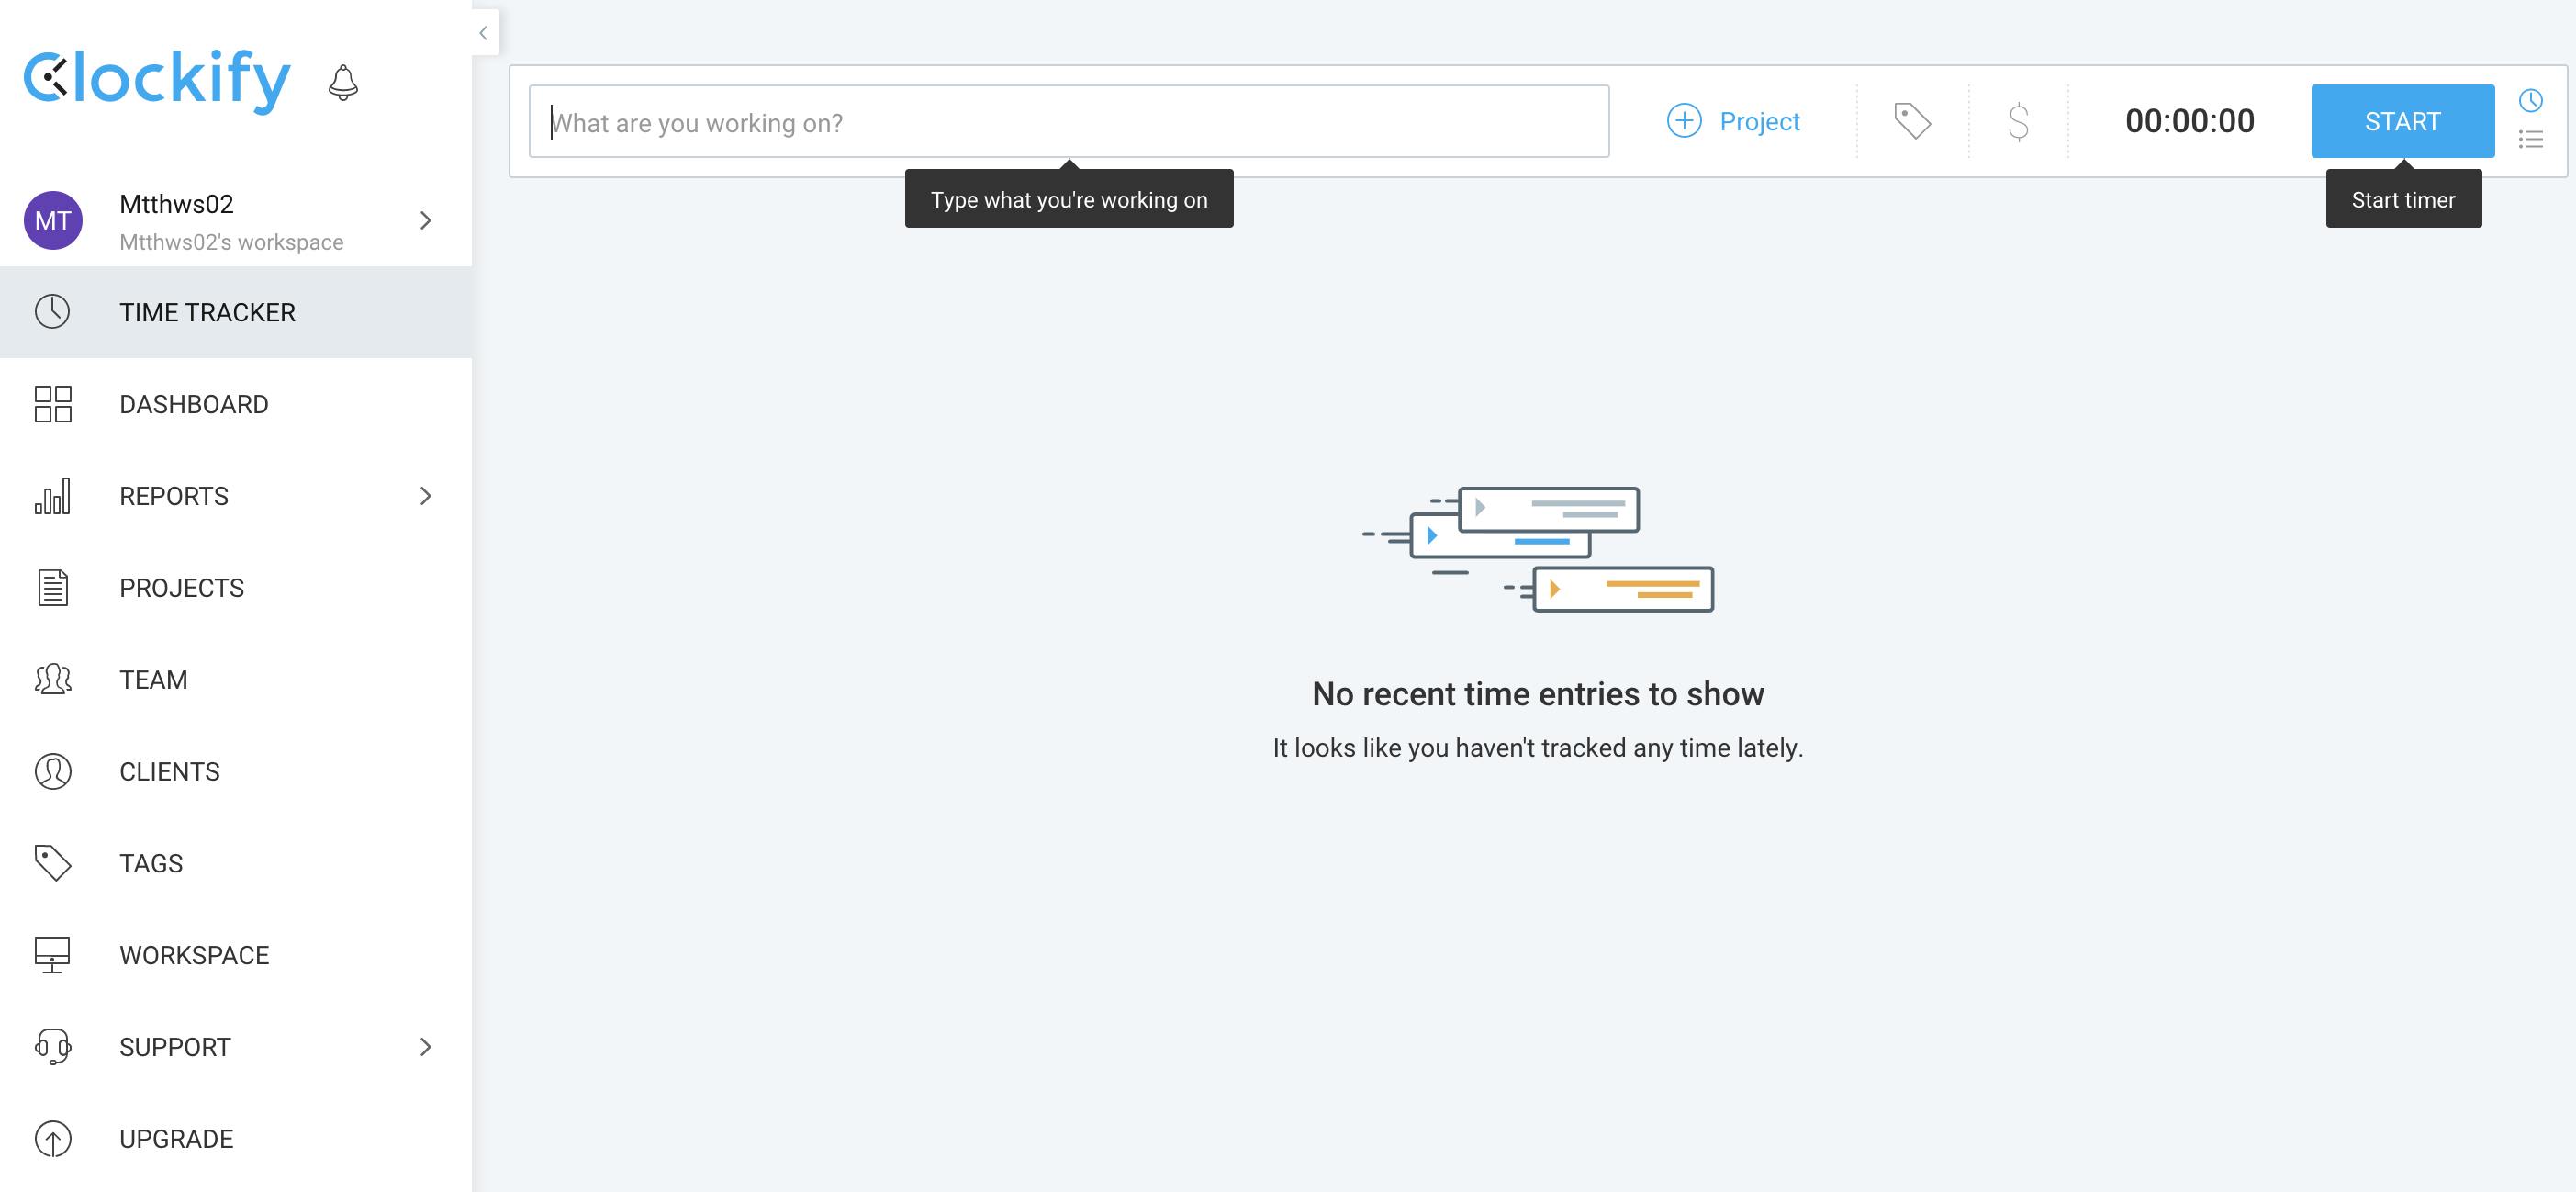 Clockify
MT
Mtthws02
Mtthws02's workspace
TIME TRACKER
DASHBOARD
REPORTS
PROJECTS
TEAM
CLIENTS
TAGS
WORKSPACE
SUPPORT
UPGRADE
What are you working on?
Project
$
00:00:00
START
Type what you're working on
Start timer
No recent time entries to show
It looks like you haven't tracked any time lately.